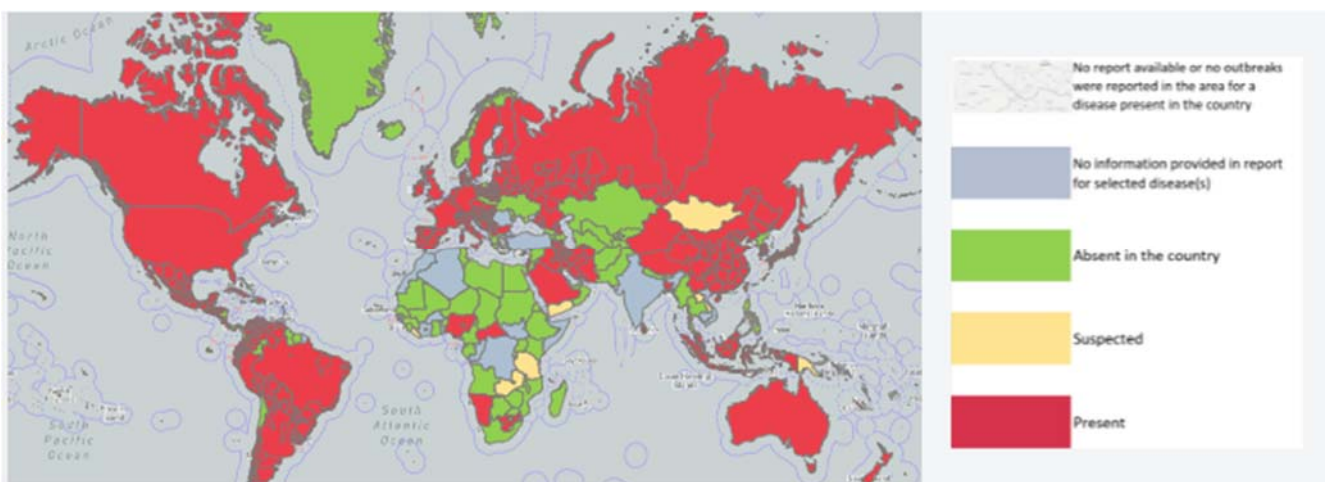 Arctic Ocean
North
Pacific
Ocean
South
Pacific
Ocean
South
Atlantic
Ocean
No report available or no outbreaks
were reported in the area for a
disease present in the country
No information provided in report
for selected disease(s)
Absent in the country
Suspected
Present